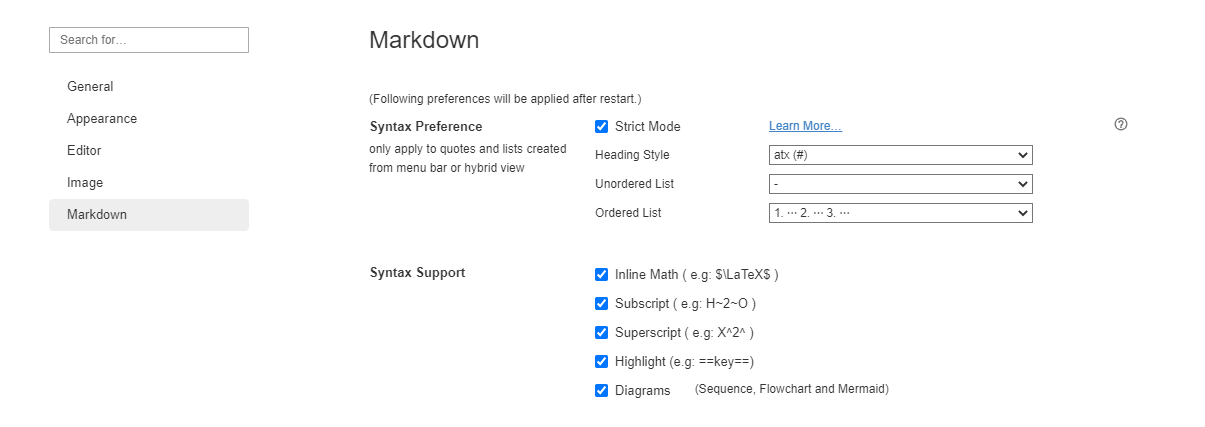 Search for...
General
Appearance
Editor
Image
Markdown
Markdown
(Following preferences will be applied after restart.)
Syntax Preference
only apply to quotes and lists created
from menu bar or hybrid view
Strict Mode
Learn More...
Heading Style
atx (#)
Unordered List
-
Ordered List
1. ··· 2. ··· 3. ···
Syntax Support
Inline Math ( e.g: $\LaTeX$ )
Subscript ( e.g: H~2~O )
Superscript ( e.g: X^2^ )
Highlight (e.g: ==key==)
Diagrams (Sequence, Flowchart and Mermaid)